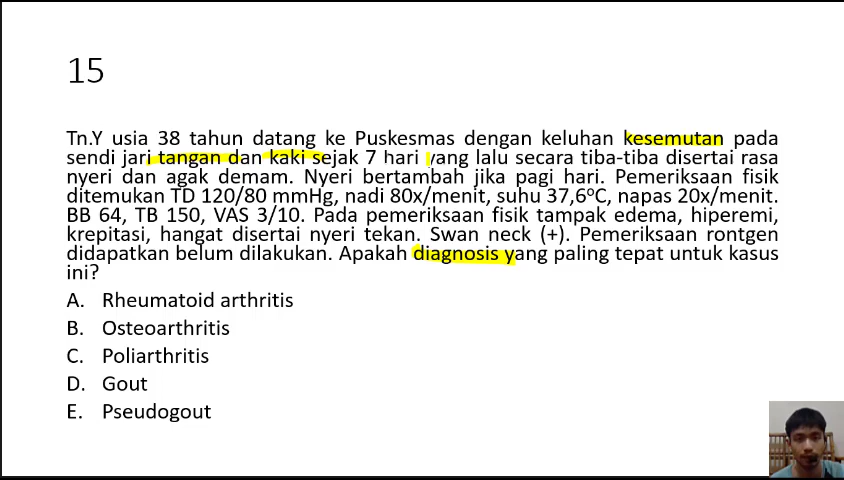 15
Tn.Y usia 38 tahun datang ke Puskesmas dengan keluhan kesemutan pada
sendi jari tangan dan kaki sejak 7 hari yang lalu secara tiba-tiba disertai rasa
nyeri dan agak demam. Nyeri bertambah jika pagi hari. Pemeriksaan fisik
ditemukan TD 120/80 mmHg, nadi 80x/menit, suhu 37,6°C, napas 20x/menit.
BB 64, TB 150, VAS 3/10. Pada pemeriksaan fisik tampak edema, hiperemi,
krepitasi, hangat disertai nyeri tekan. Swan neck (+). Pemeriksaan rontgen
didapatkan belum dilakukan. Apakah diagnosis yang paling tepat untuk kasus
ini?
A. Rheumatoid arthritis
B. Osteoarthritis
C. Poliarthritis
D. Gout
E. Pseudogout